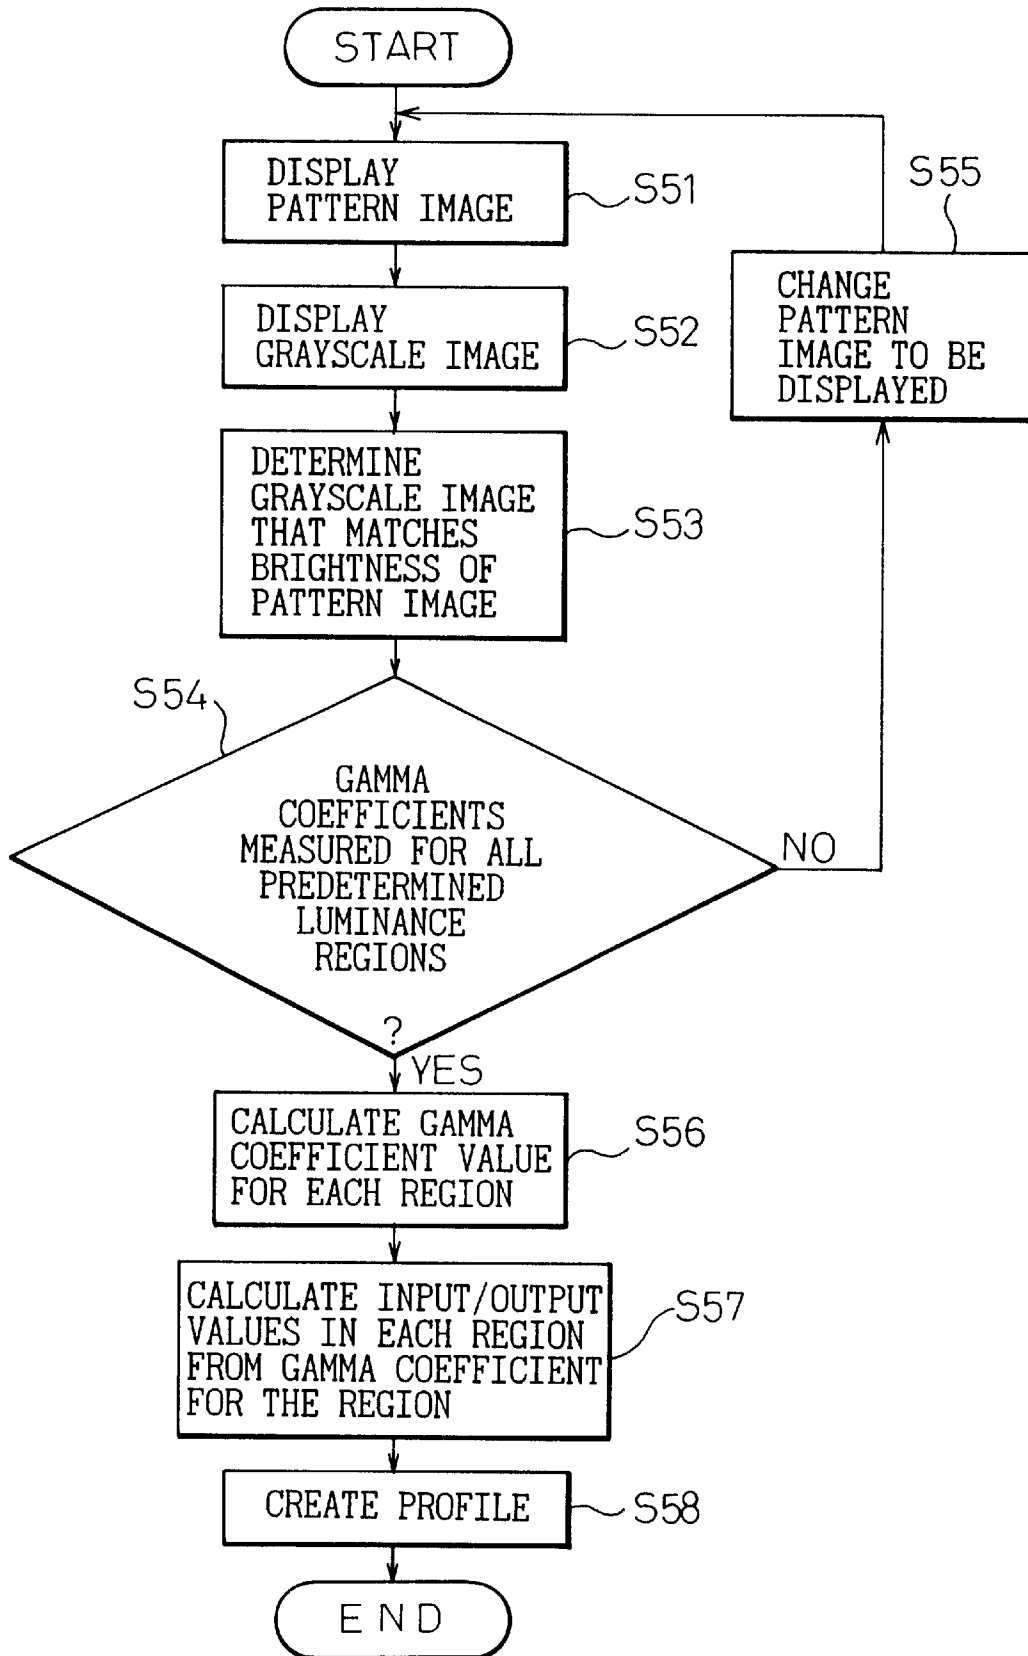 START
DISPLAY
PATTERN IMAGE
S51
S55
CHANGE
PATTERN
IMAGE TO BE
DISPLAYED
DISPLAY
GRAYSCALE IMAGE
S52
DETERMINE
GRAYSCALE IMAGE
THAT MATCHES
BRIGHTNESS OF
PATTERN IMAGE
S53
S54
GAMMA
COEFFICIENTS
MEASURED FOR ALL
PREDETERMINED
LUMINANCE
REGIONS
?
NO
YES
CALCULATE GAMMA
COEFFICIENT VALUE
FOR EACH REGION
S56
CALCULATE INPUT/OUTPUT
VALUES IN EACH REGION
FROM GAMMA COEFFICIENT
FOR THE REGION
S57
CREATE PROFILE
S58
END